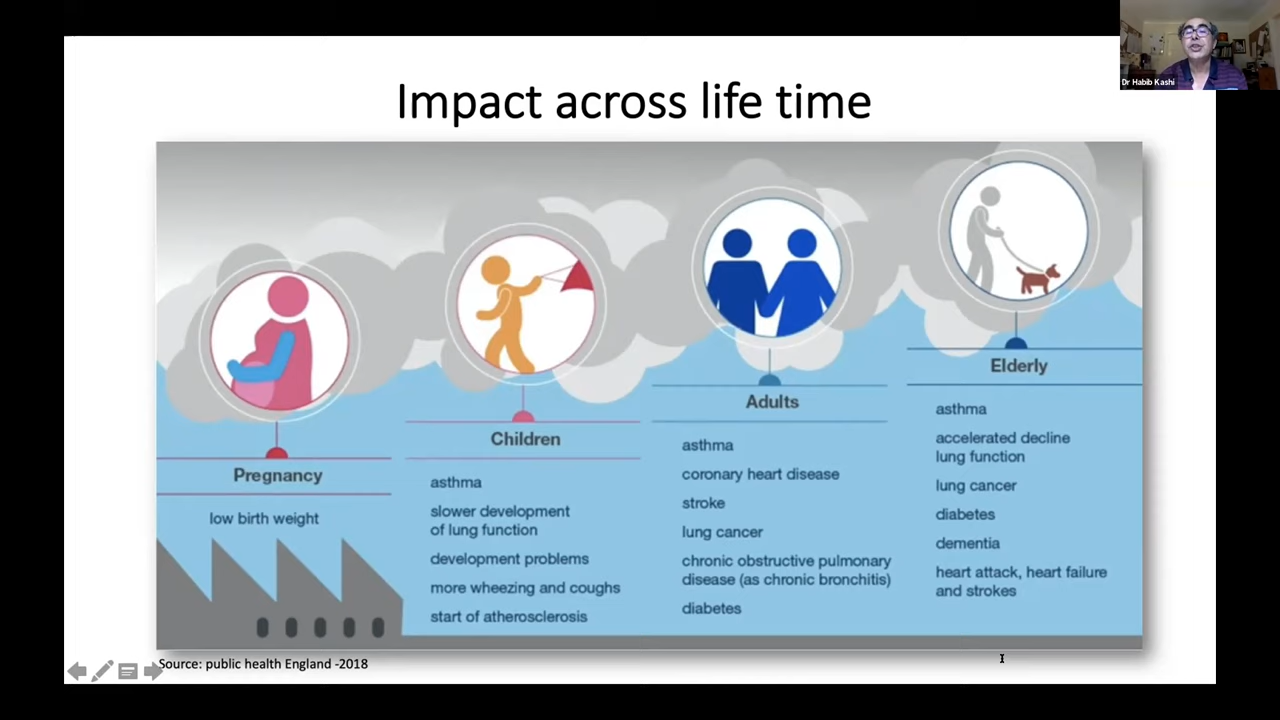 Dr Habib Kashi
Impact across life time
Pregnancy
low birth weight
Children
asthma
slower development
of lung function
development problems
more wheezing and coughs
start of atherosclerosis
Adults
asthma
coronary heart disease
stroke
lung cancer
chronic obstructive pulmonary
disease (as chronic bronchitis)
diabetes
Elderly
asthma
accelerated decline
lung function
lung cancer
diabetes
dementia
heart attack, heart failure
and strokes
Source: public health England -2018